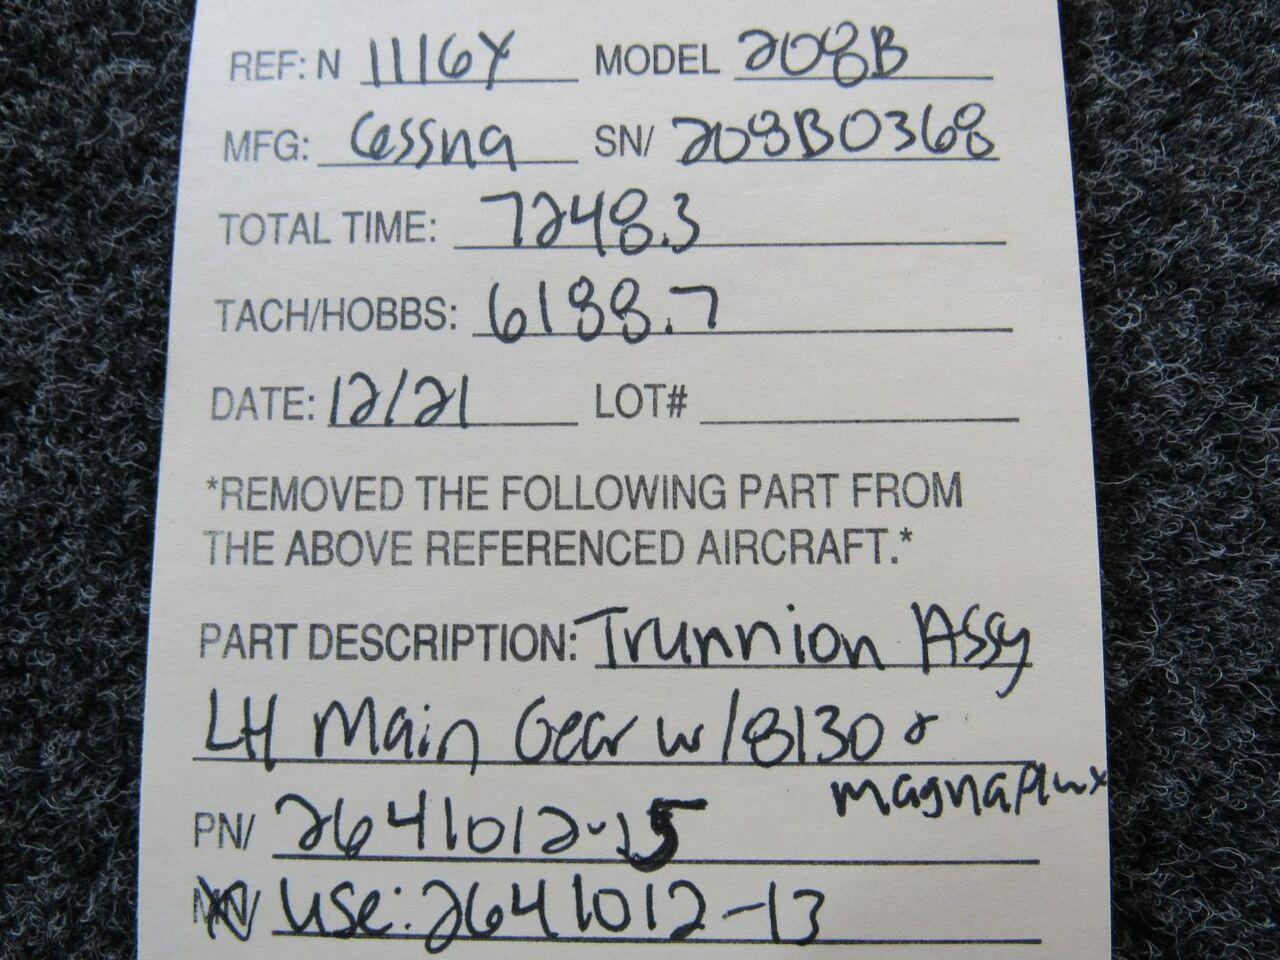 REF: N 1116Y MODEL 208B
MFG: Cessna SN/ 208B0368
TOTAL TIME: 7248.3
TACH/HOBBS: 6188.7
DATE: 12/21 LOT#
*REMOVED THE FOLLOWING PART FROM
THE ABOVE REFERENCED AIRCRAFT.*
PART DESCRIPTION: Trunnion Assy
LH Main Gear w/8130 &
magnaflux
PN/ 2641012-15
USE: 2641012-13